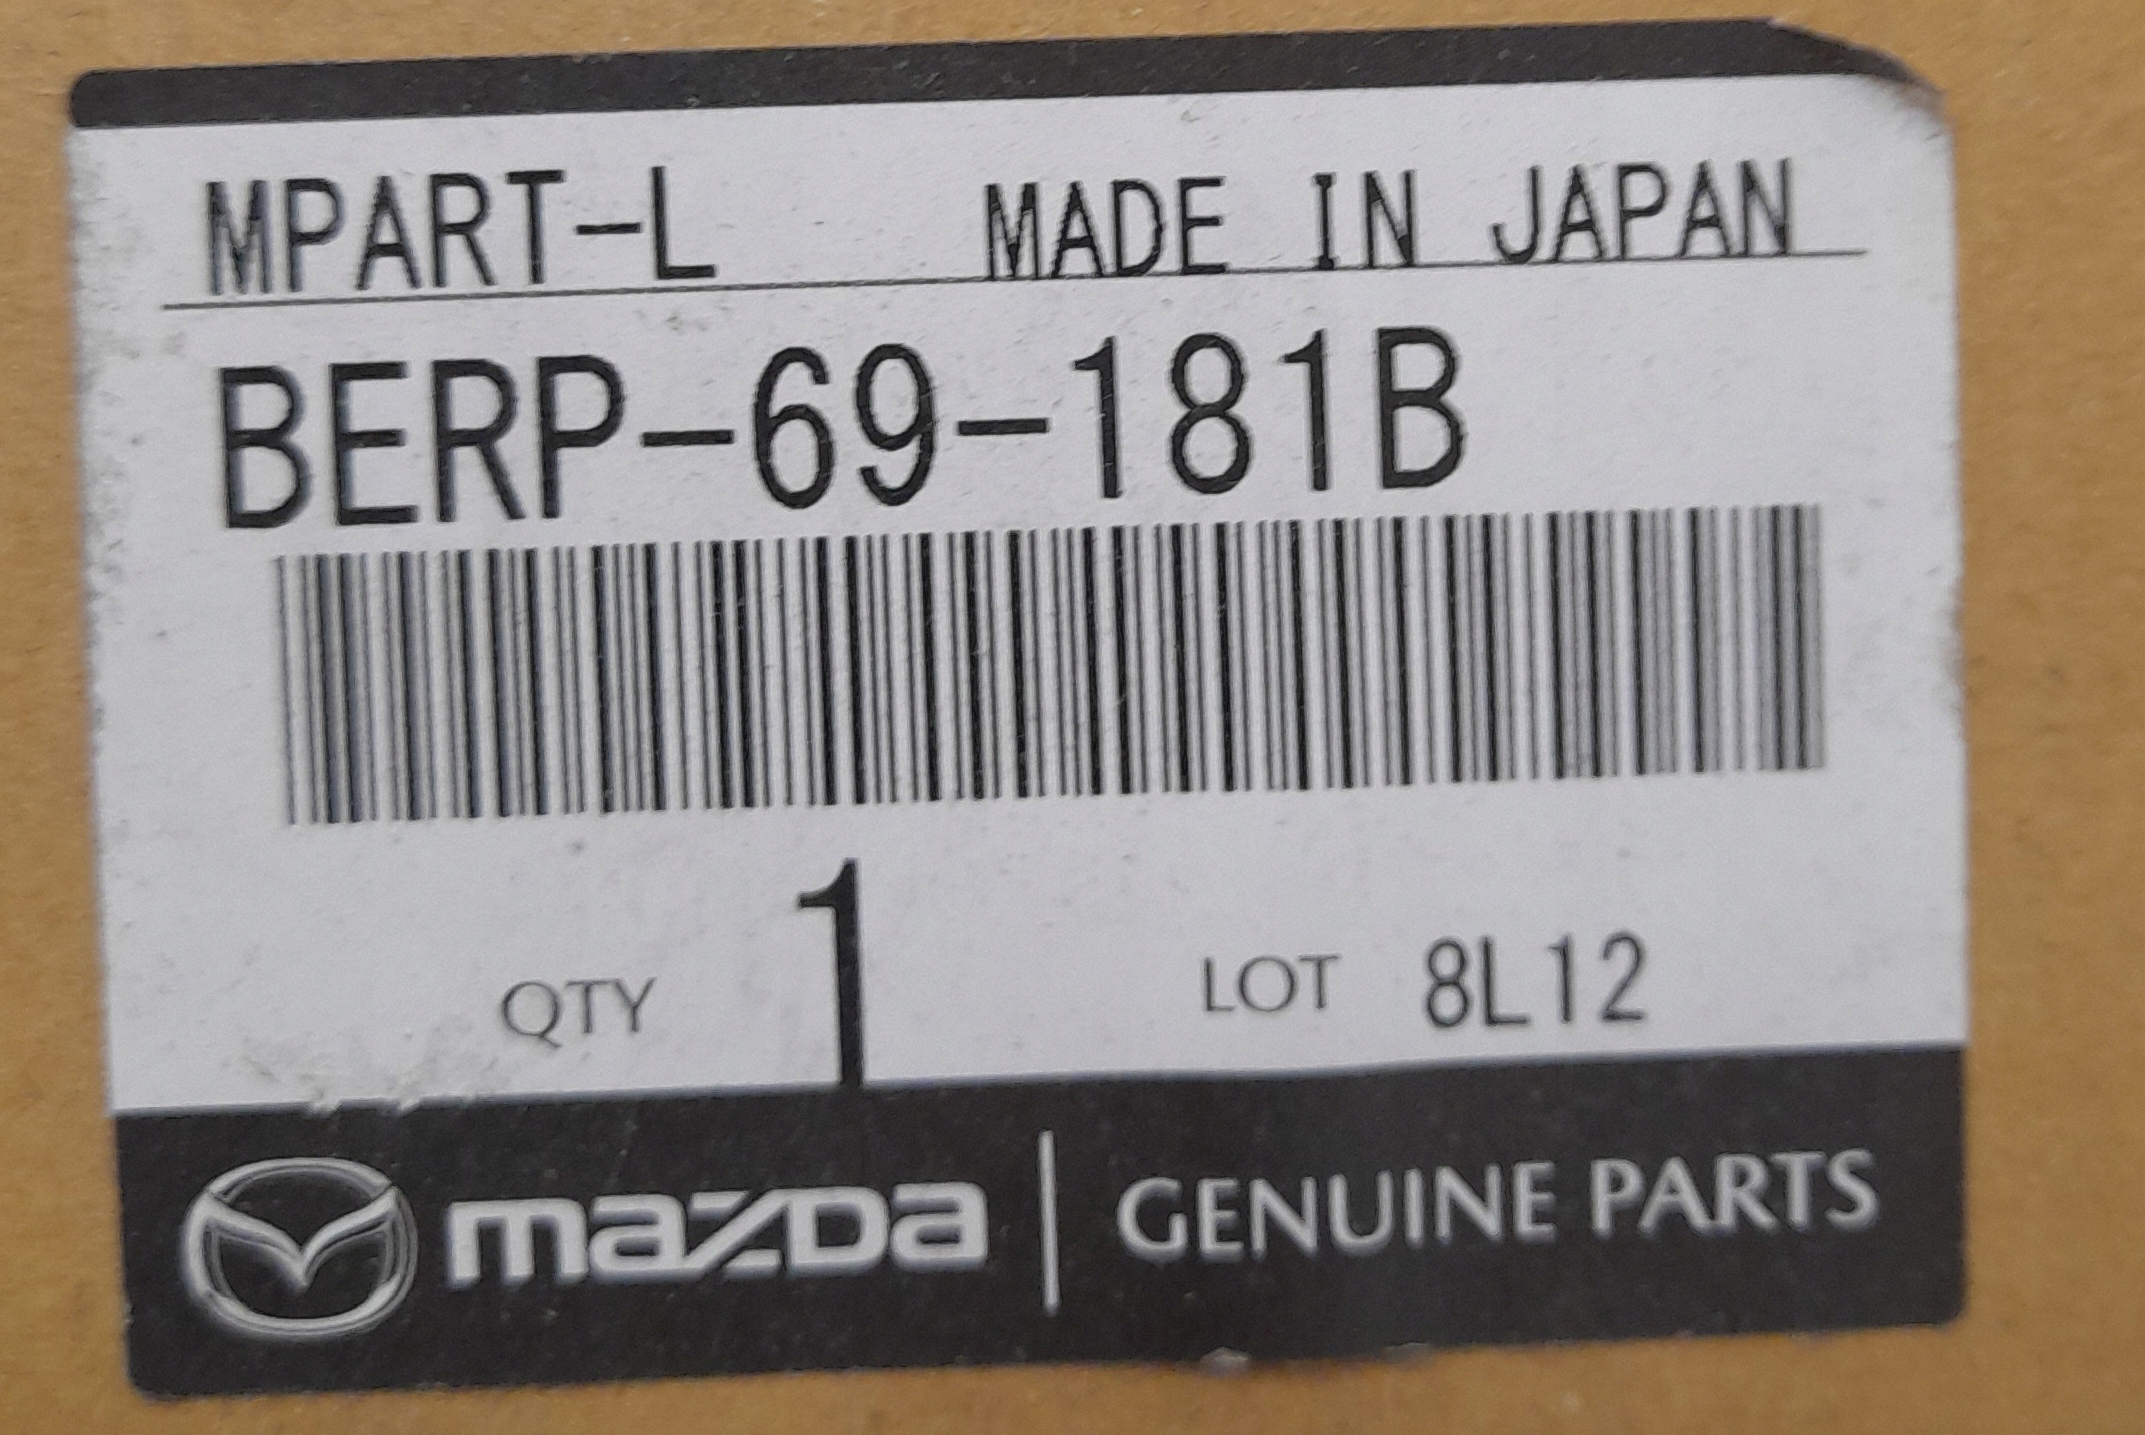 MPART-L MADE IN JAPAN
BERP-69-181B
QTY 1 LOT 8L12
mazda | GENUINE PARTS